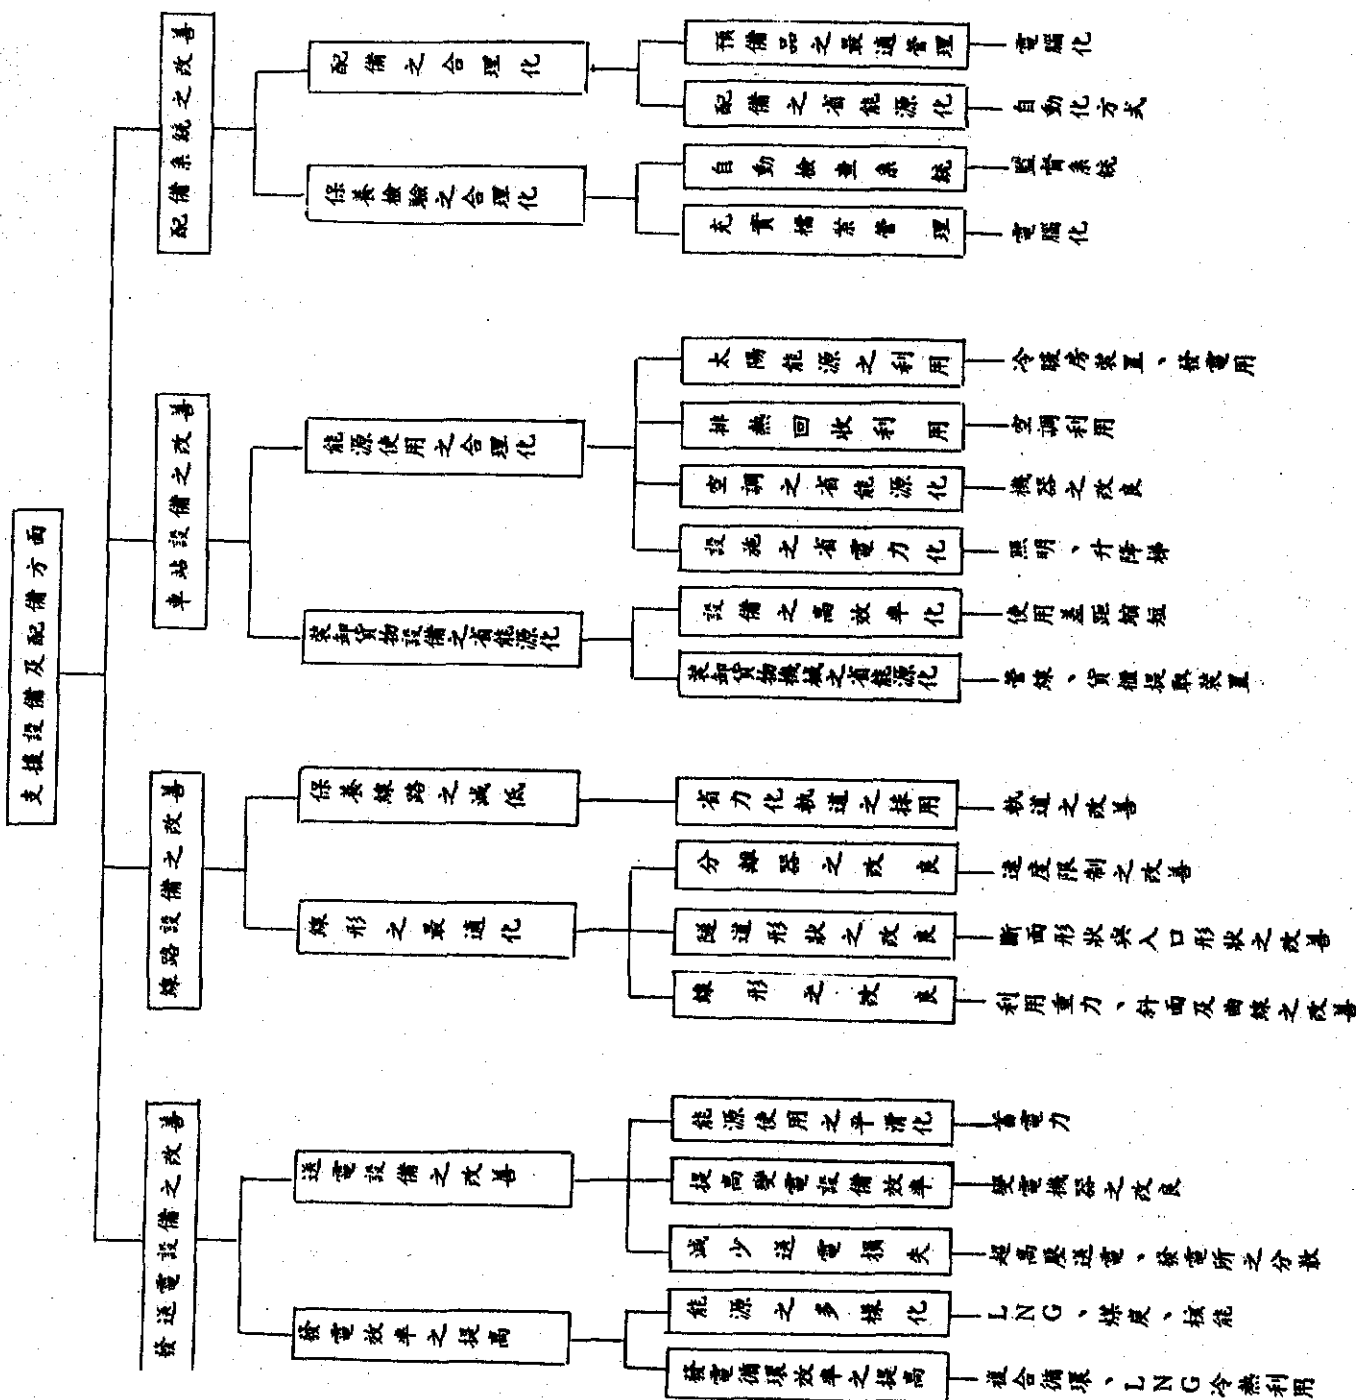 支援設備及配備方面
配備系統之改善
配備之合理化
預備品之最適管理
電腦化
配備之省能源化
自動化方式
保養檢驗之合理化
自動檢查系統
監督系統
充實檔案管理
電腦化
車站設備之改善
能源使用之合理化
太陽能源之利用
冷暖房裝置、發電用
排熱回收利用
空調利用
空調之省能源化
機器之改良
設施之省電力化
照明、升降梯
裝卸貨物設備之省能源化
設備之高效率化
使用差距縮短
裝卸貨物機械之省能源化
管線、貨櫃提取裝置
線路設備之改善
保養線路之減低
省力化軌道之採用
軌道之改善
線形之最適化
分離器之改良
速度限制之改善
隧道形狀之改良
斷面形狀與入口形狀之改善
線形之改良
利用重力、斜面及曲線之改善
發送電設備之改善
送電設備之改善
能源使用之平滑化
蓄電力
提高變電設備效率
變電機器之改良
減少送電損失
超高壓送電、發電所之分散
發電效率之提高
能源之多樣化
LNG、煤炭、核能
發電循環效率之提高
複合循環、LNG冷熱利用